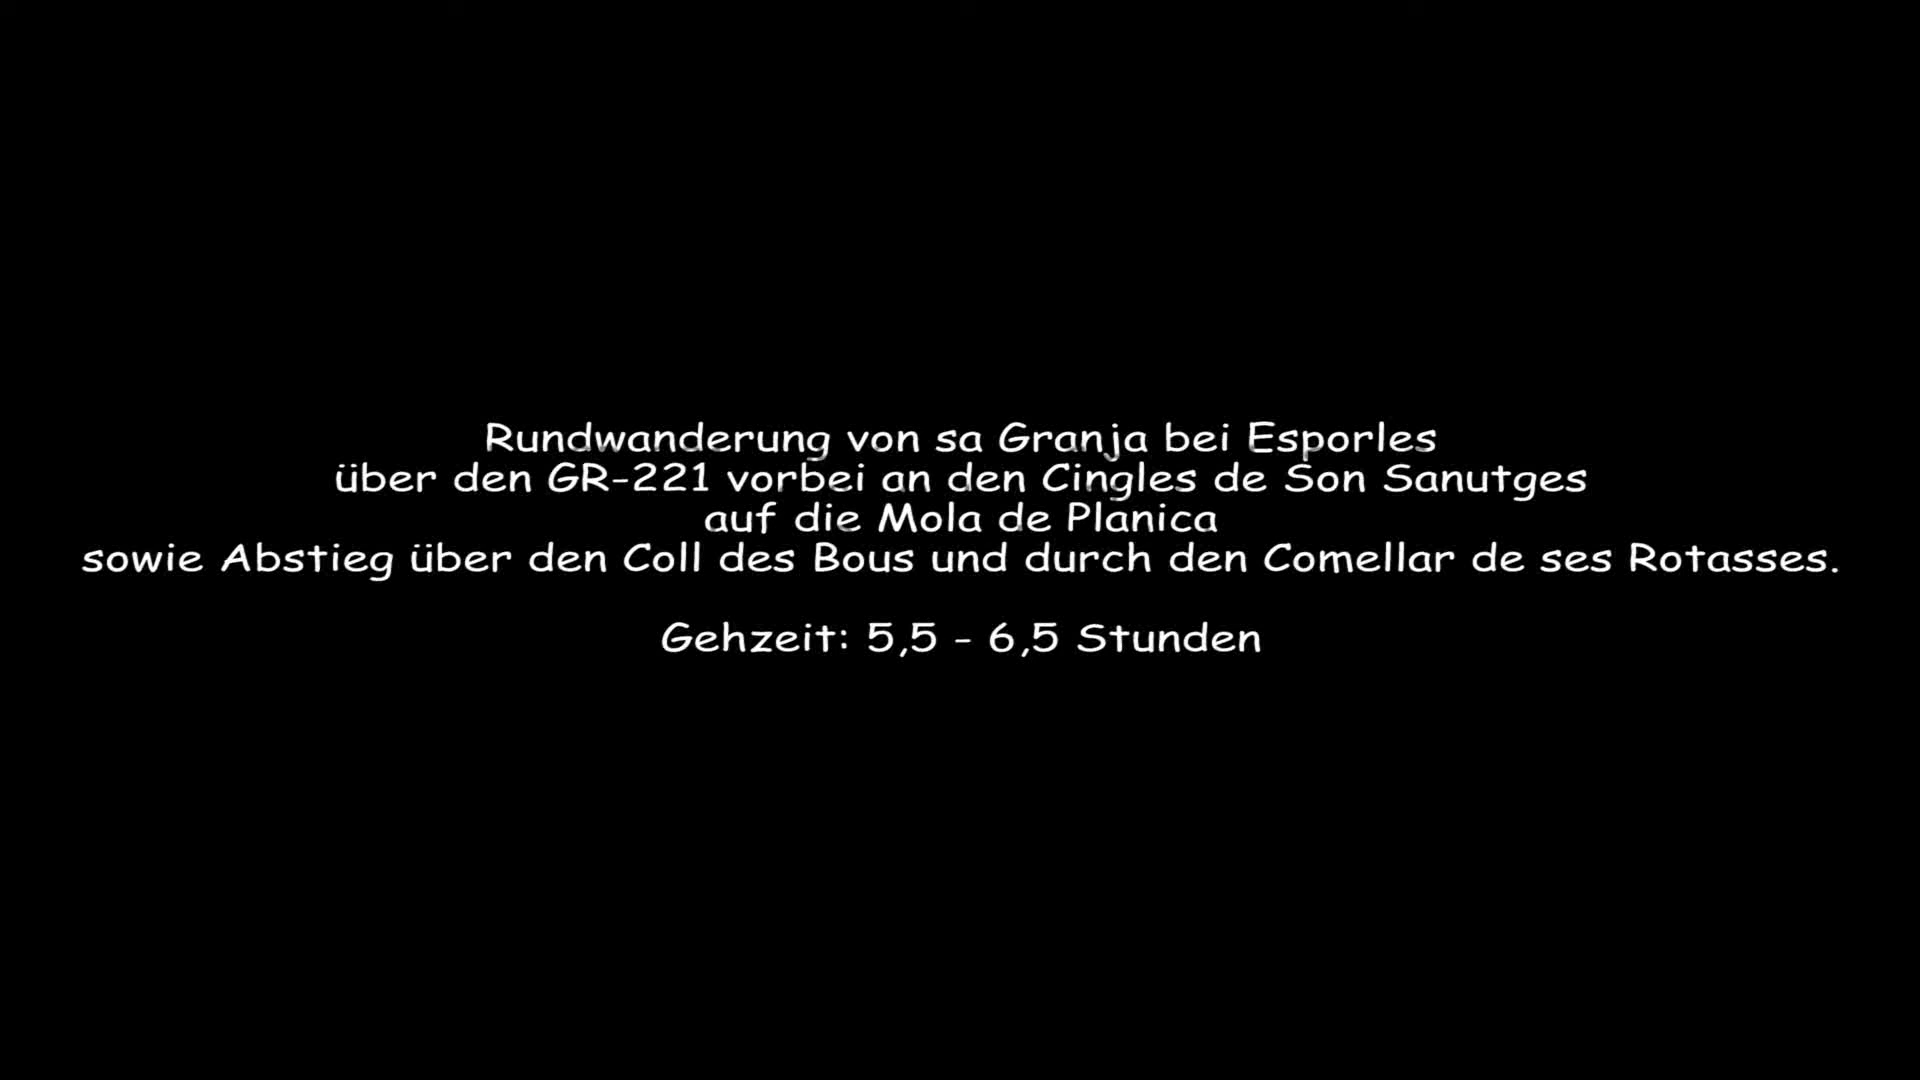 Rundwanderung von sa Granja bei Esporles
über den GR-221 vorbei an den Cingles de Son Sanutges
auf die Mola de Planica
sowie Abstieg über den Coll des Bous und durch den Comellar de ses Rotasses.
Gehzeit: 5,5 - 6,5 Stunden